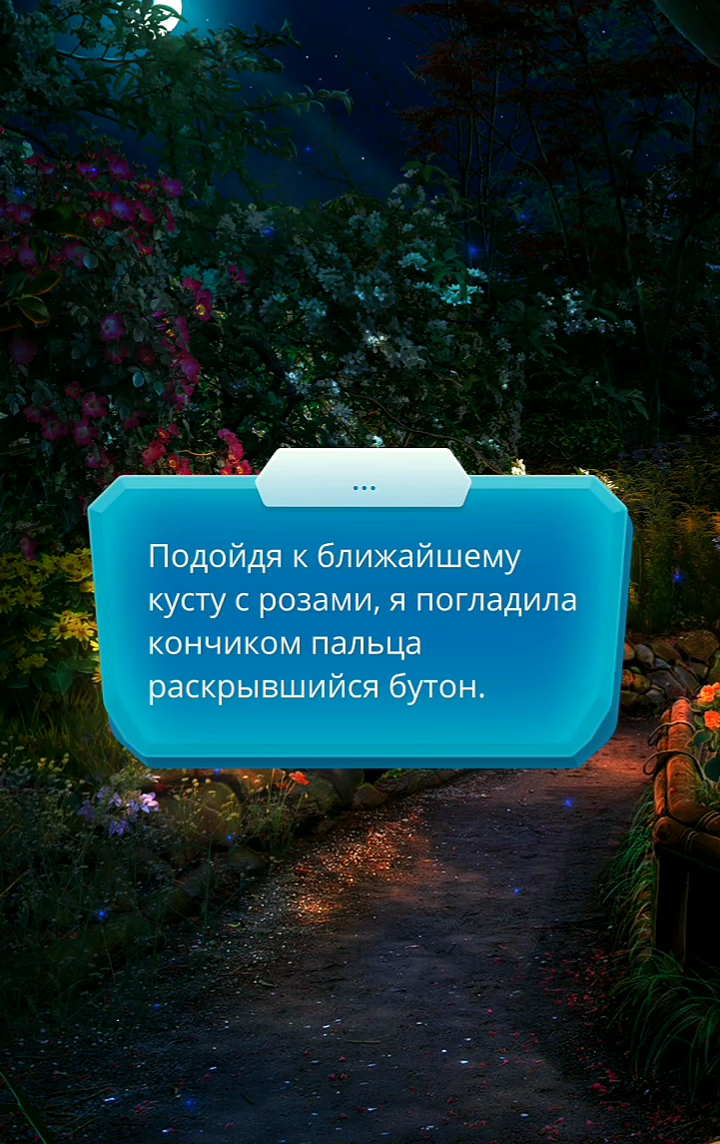 ...
Подойдя к ближайшему
кусту с розами, я погладила
кончиком пальца
раскрывшийся бутон.